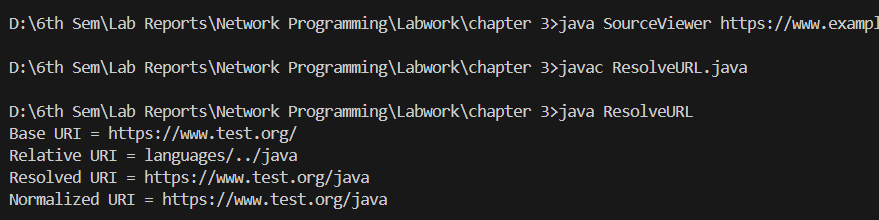 D:\6th Sem\Lab Reports\Network Programming\Labwork\chapter 3>java SourceViewer https://www.exampl
D:\6th Sem\Lab Reports\Network Programming\Labwork\chapter 3>javac ResolveURL.java
D:\6th Sem\Lab Reports\Network Programming\Labwork\chapter 3>java ResolveURL
Base URI = https://www.test.org/
Relative URI = languages/../java
Resolved URI = https://www.test.org/java
Normalized URI = https://www.test.org/java